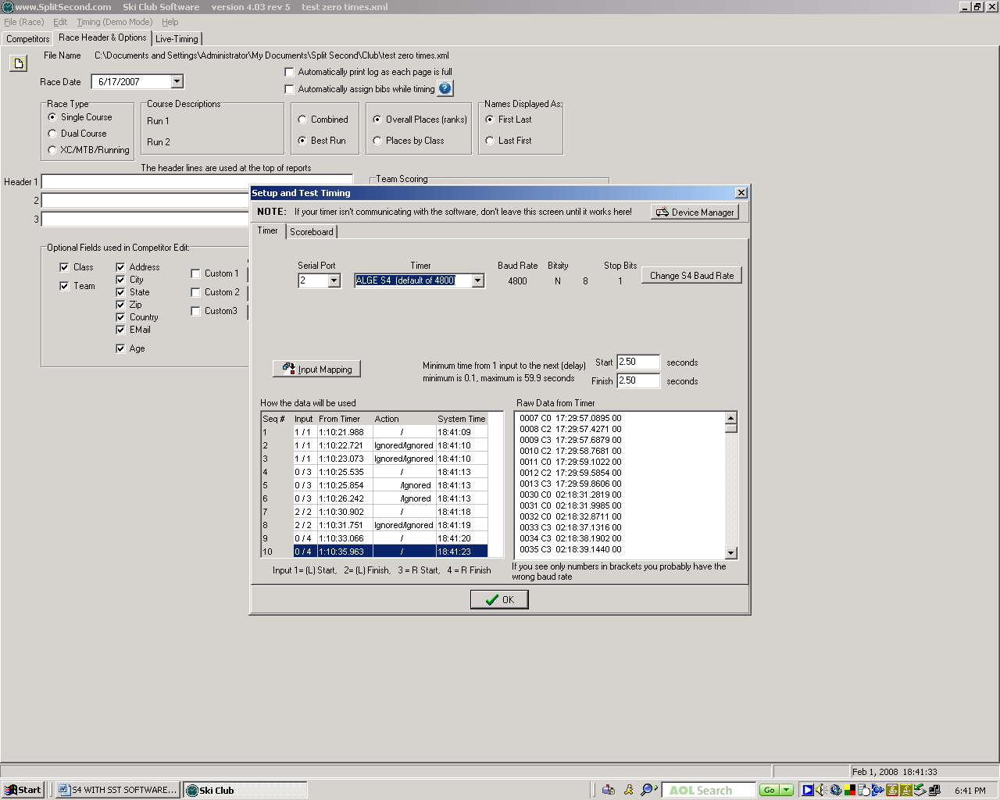 www.SplitSecond.com Ski Club Software version 4.03 rev 5 test zero times.xml
File (Race) Edit Timing (Demo Mode) Help
Competitors Race Header & Options Live-Timing
File Name C:\Documents and Settings\Administrator\My Documents\Split Second\Club\test zero times.xml
Race Date 6/17/2007
Automatically print log as each page is full
Automatically assign bibs while timing
Race Type
Single Course
Dual Course
XC/MTB/Running
Course Descriptions
Run 1
Run 2
Combined
Best Run
Overall Places (ranks)
Places by Class
Names Displayed As:
First Last
Last First
The header lines are used at the top of reports
Header 1
2
3
Team Scoring
Optional Fields used in Competitor Edit:
Class
Team
Address
City
State
Zip
Country
EMail
Age
Custom 1
Custom 2
Custom3
Setup and Test Timing
NOTE: If your timer isn't communicating with the software, don't leave this screen until it works here!
Device Manager
Timer Scoreboard
Serial Port Timer Baud Rate Bitsity Stop Bits
2 ALGE S4 (default of 4800) 4800 N 8 1 Change S4 Baud Rate
Input Mapping
Minimum time from 1 input to the next (delay)
minimum is 0.1, maximum is 59.9 seconds
Start 2.50 seconds
Finish 2.50 seconds
How the data will be used
Seq # Input From Timer Action System Time
1 1 / 1 1:10:21.988 / 18:41:09
2 1 / 1 1:10:22.721 Ignored/Ignored 18:41:10
3 1 / 1 1:10:23.073 Ignored/Ignored 18:41:10
4 0 / 3 1:10:25.535 / 18:41:13
5 0 / 3 1:10:25.854 /Ignored 18:41:13
6 0 / 3 1:10:26.242 /Ignored 18:41:13
7 2 / 2 1:10:30.902 / 18:41:18
8 2 / 2 1:10:31.751 Ignored/Ignored 18:41:19
9 0 / 4 1:10:33.066 / 18:41:20
10 0 / 4 1:10:35.963 / 18:41:23
Input 1= (L) Start, 2= (L) Finish, 3 = R Start, 4 = R Finish
Raw Data from Timer
0007 C0 17:29:57.0895 00
0008 C2 17:29:57.4271 00
0009 C3 17:29:57.6879 00
0010 C2 17:29:58.7681 00
0011 C0 17:29:59.1022 00
0012 C2 17:29:59.5854 00
0013 C3 17:29:59.8606 00
0030 C0 02:18:31.2819 00
0031 C0 02:18:31.9985 00
0032 C0 02:18:32.8711 00
0033 C3 02:18:37.1316 00
0034 C3 02:18:38.1902 00
0035 C3 02:18:39.1440 00
If you see only numbers in brackets you probably have the
wrong baud rate
OK
Feb 1, 2008 18:41:33
Start S4 WITH SST SOFTWARE... Ski Club AOL Search Go 6:41 PM